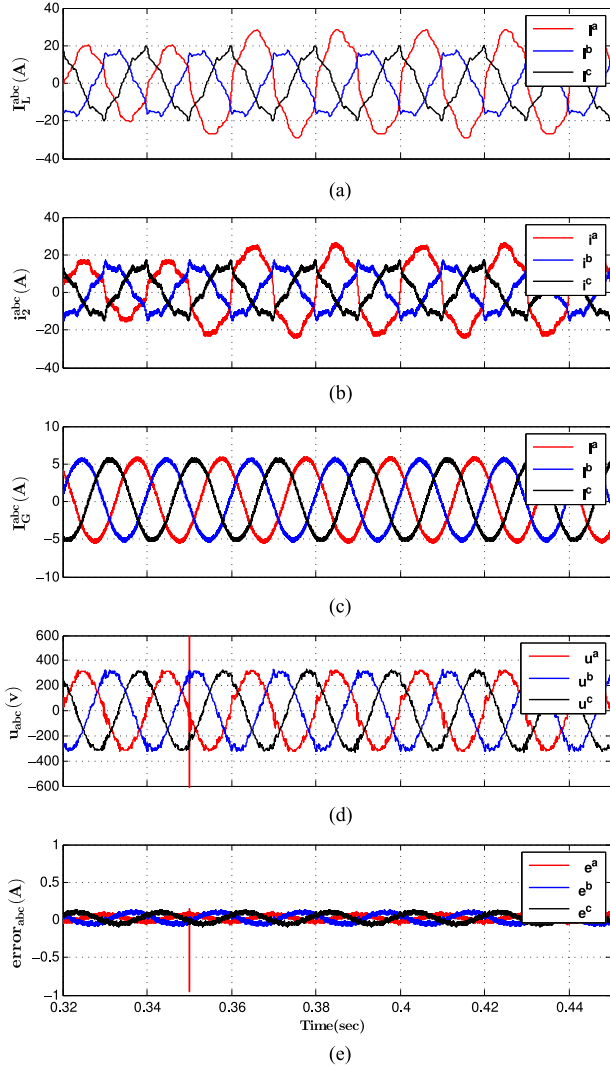 40
20
0
−20
−40
I_L^abc (A)
I^a
I^b
I^c
(a)
40
20
0
−20
−40
i_2^abc (A)
i^a
i^b
i^c
(b)
10
5
0
−5
−10
I_G^abc (A)
I^a
I^b
I^c
(c)
600
400
200
0
−200
−400
−600
u_abc (v)
u^a
u^b
u^c
(d)
1
0.5
0
−0.5
−1
error_abc (A)
e^a
e^b
e^c
0.32 0.34 0.36 0.38 0.4 0.42 0.44
Time(sec)
(e)